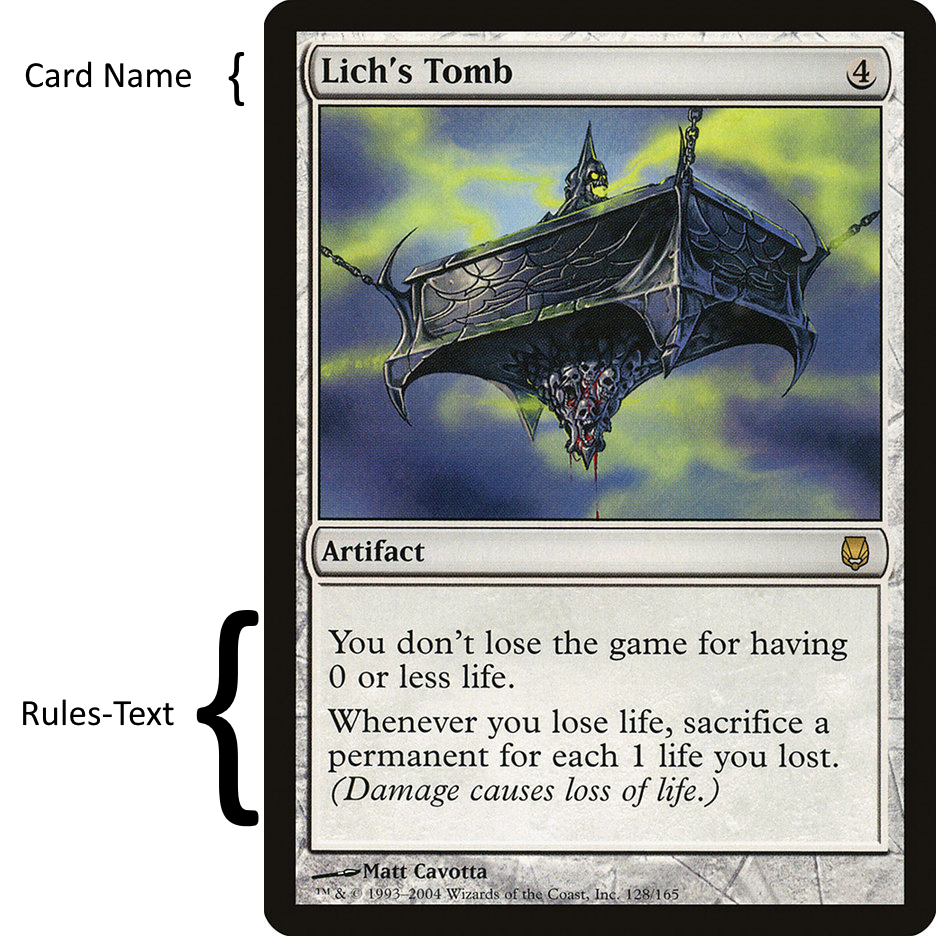 Card Name {
Lich's Tomb 4
Artifact
Rules-Text {
You don't lose the game for having
0 or less life.
Whenever you lose life, sacrifice a
permanent for each 1 life you lost.
(Damage causes loss of life.)
Matt Cavotta
™ & © 1993–2004 Wizards of the Coast, Inc. 128/165